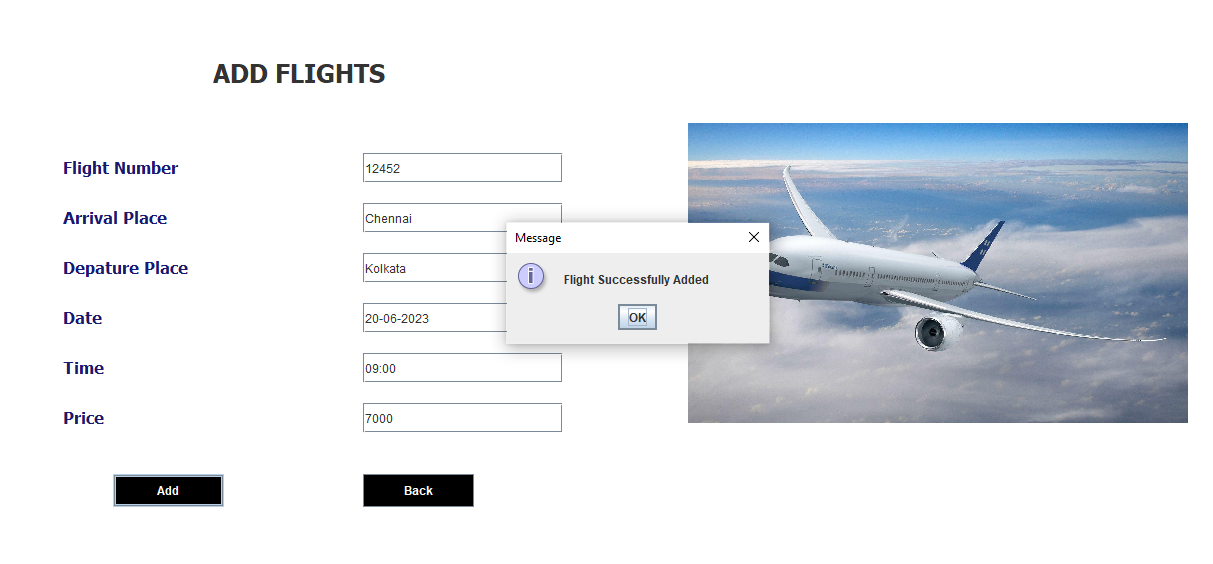 ADD FLIGHTS
Flight Number
12452
Arrival Place
Chennai
Message
Depature Place
Kolkata
Flight Successfully Added
Date
20-06-2023
OK
Time
09:00
Price
7000
Add
Back